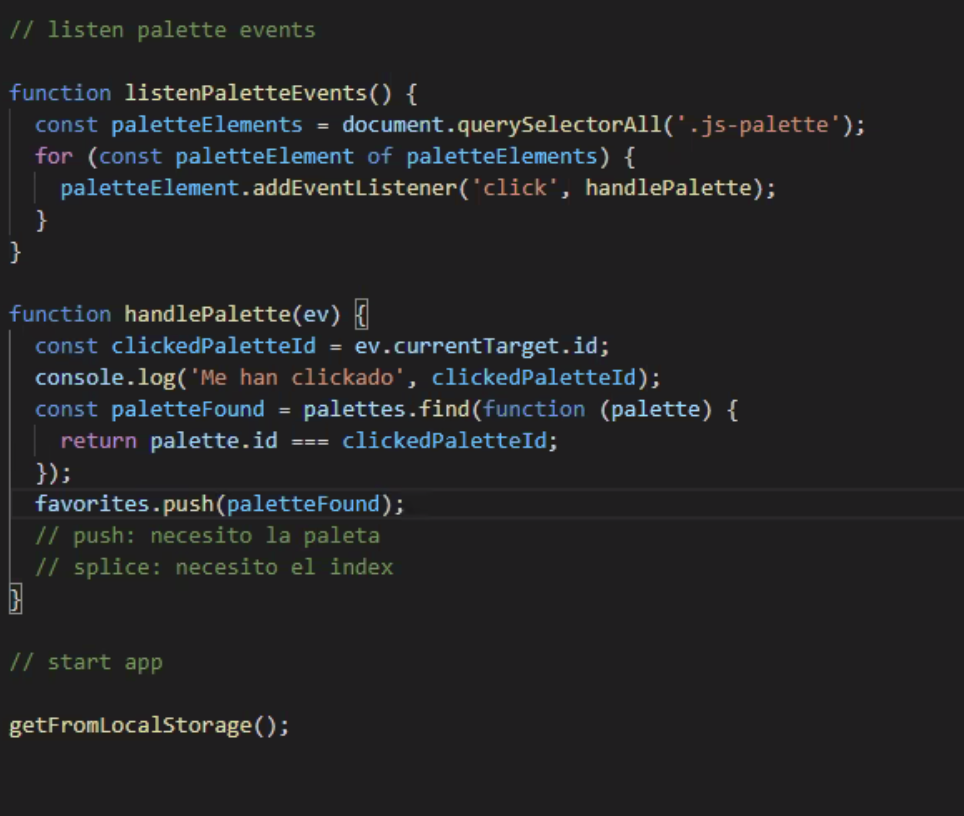 // listen palette events
function listenPaletteEvents() {
const paletteElements = document.querySelectorAll('.js-palette');
for (const paletteElement of paletteElements) {
paletteElement.addEventListener('click', handlePalette);
}
}
function handlePalette(ev) {
const clickedPaletteId = ev.currentTarget.id;
console.log('Me han clickado', clickedPaletteId);
const paletteFound = palettes.find(function (palette) {
return palette.id === clickedPaletteId;
});
favorites.push(paletteFound);
// push: necesito la paleta
// splice: necesito el index
}
// start app
getFromLocalStorage();